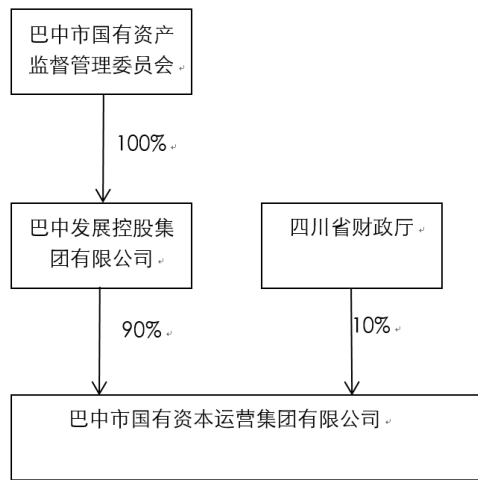 巴中市国有资产
监督管理委员会
100%
巴中发展控股集
团有限公司
四川省财政厅
90%
10%
巴中市国有资本运营集团有限公司